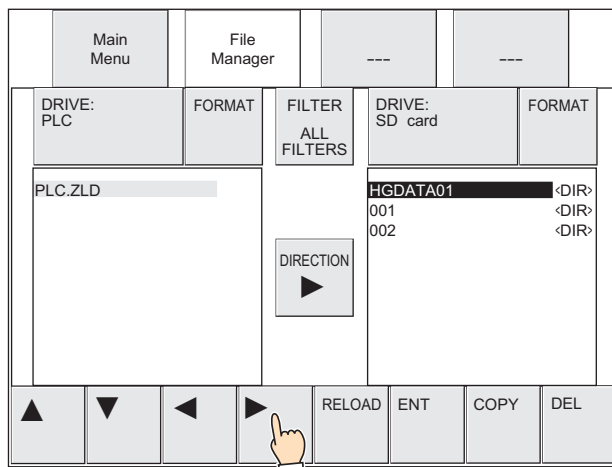 Main
Menu
File
Manager
---
---
DRIVE:
PLC
FORMAT
FILTER
ALL
FILTERS
DRIVE:
SD card
FORMAT
PLC.ZLD
HGDATA01 <DIR>
001 <DIR>
002 <DIR>
DIRECTION
▶
▲ ▼ ◀ ▶ RELOAD ENT COPY DEL